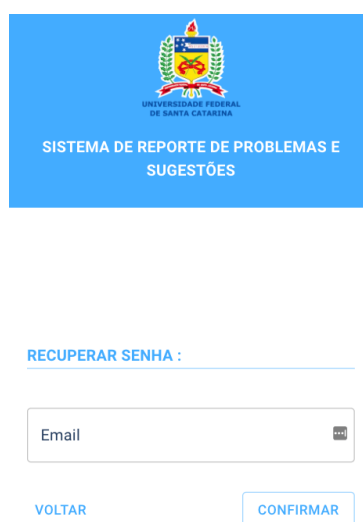 UNIVERSIDADE FEDERAL
DE SANTA CATARINA
SISTEMA DE REPORTE DE PROBLEMAS E
SUGESTÕES
RECUPERAR SENHA :
Email
VOLTAR
CONFIRMAR